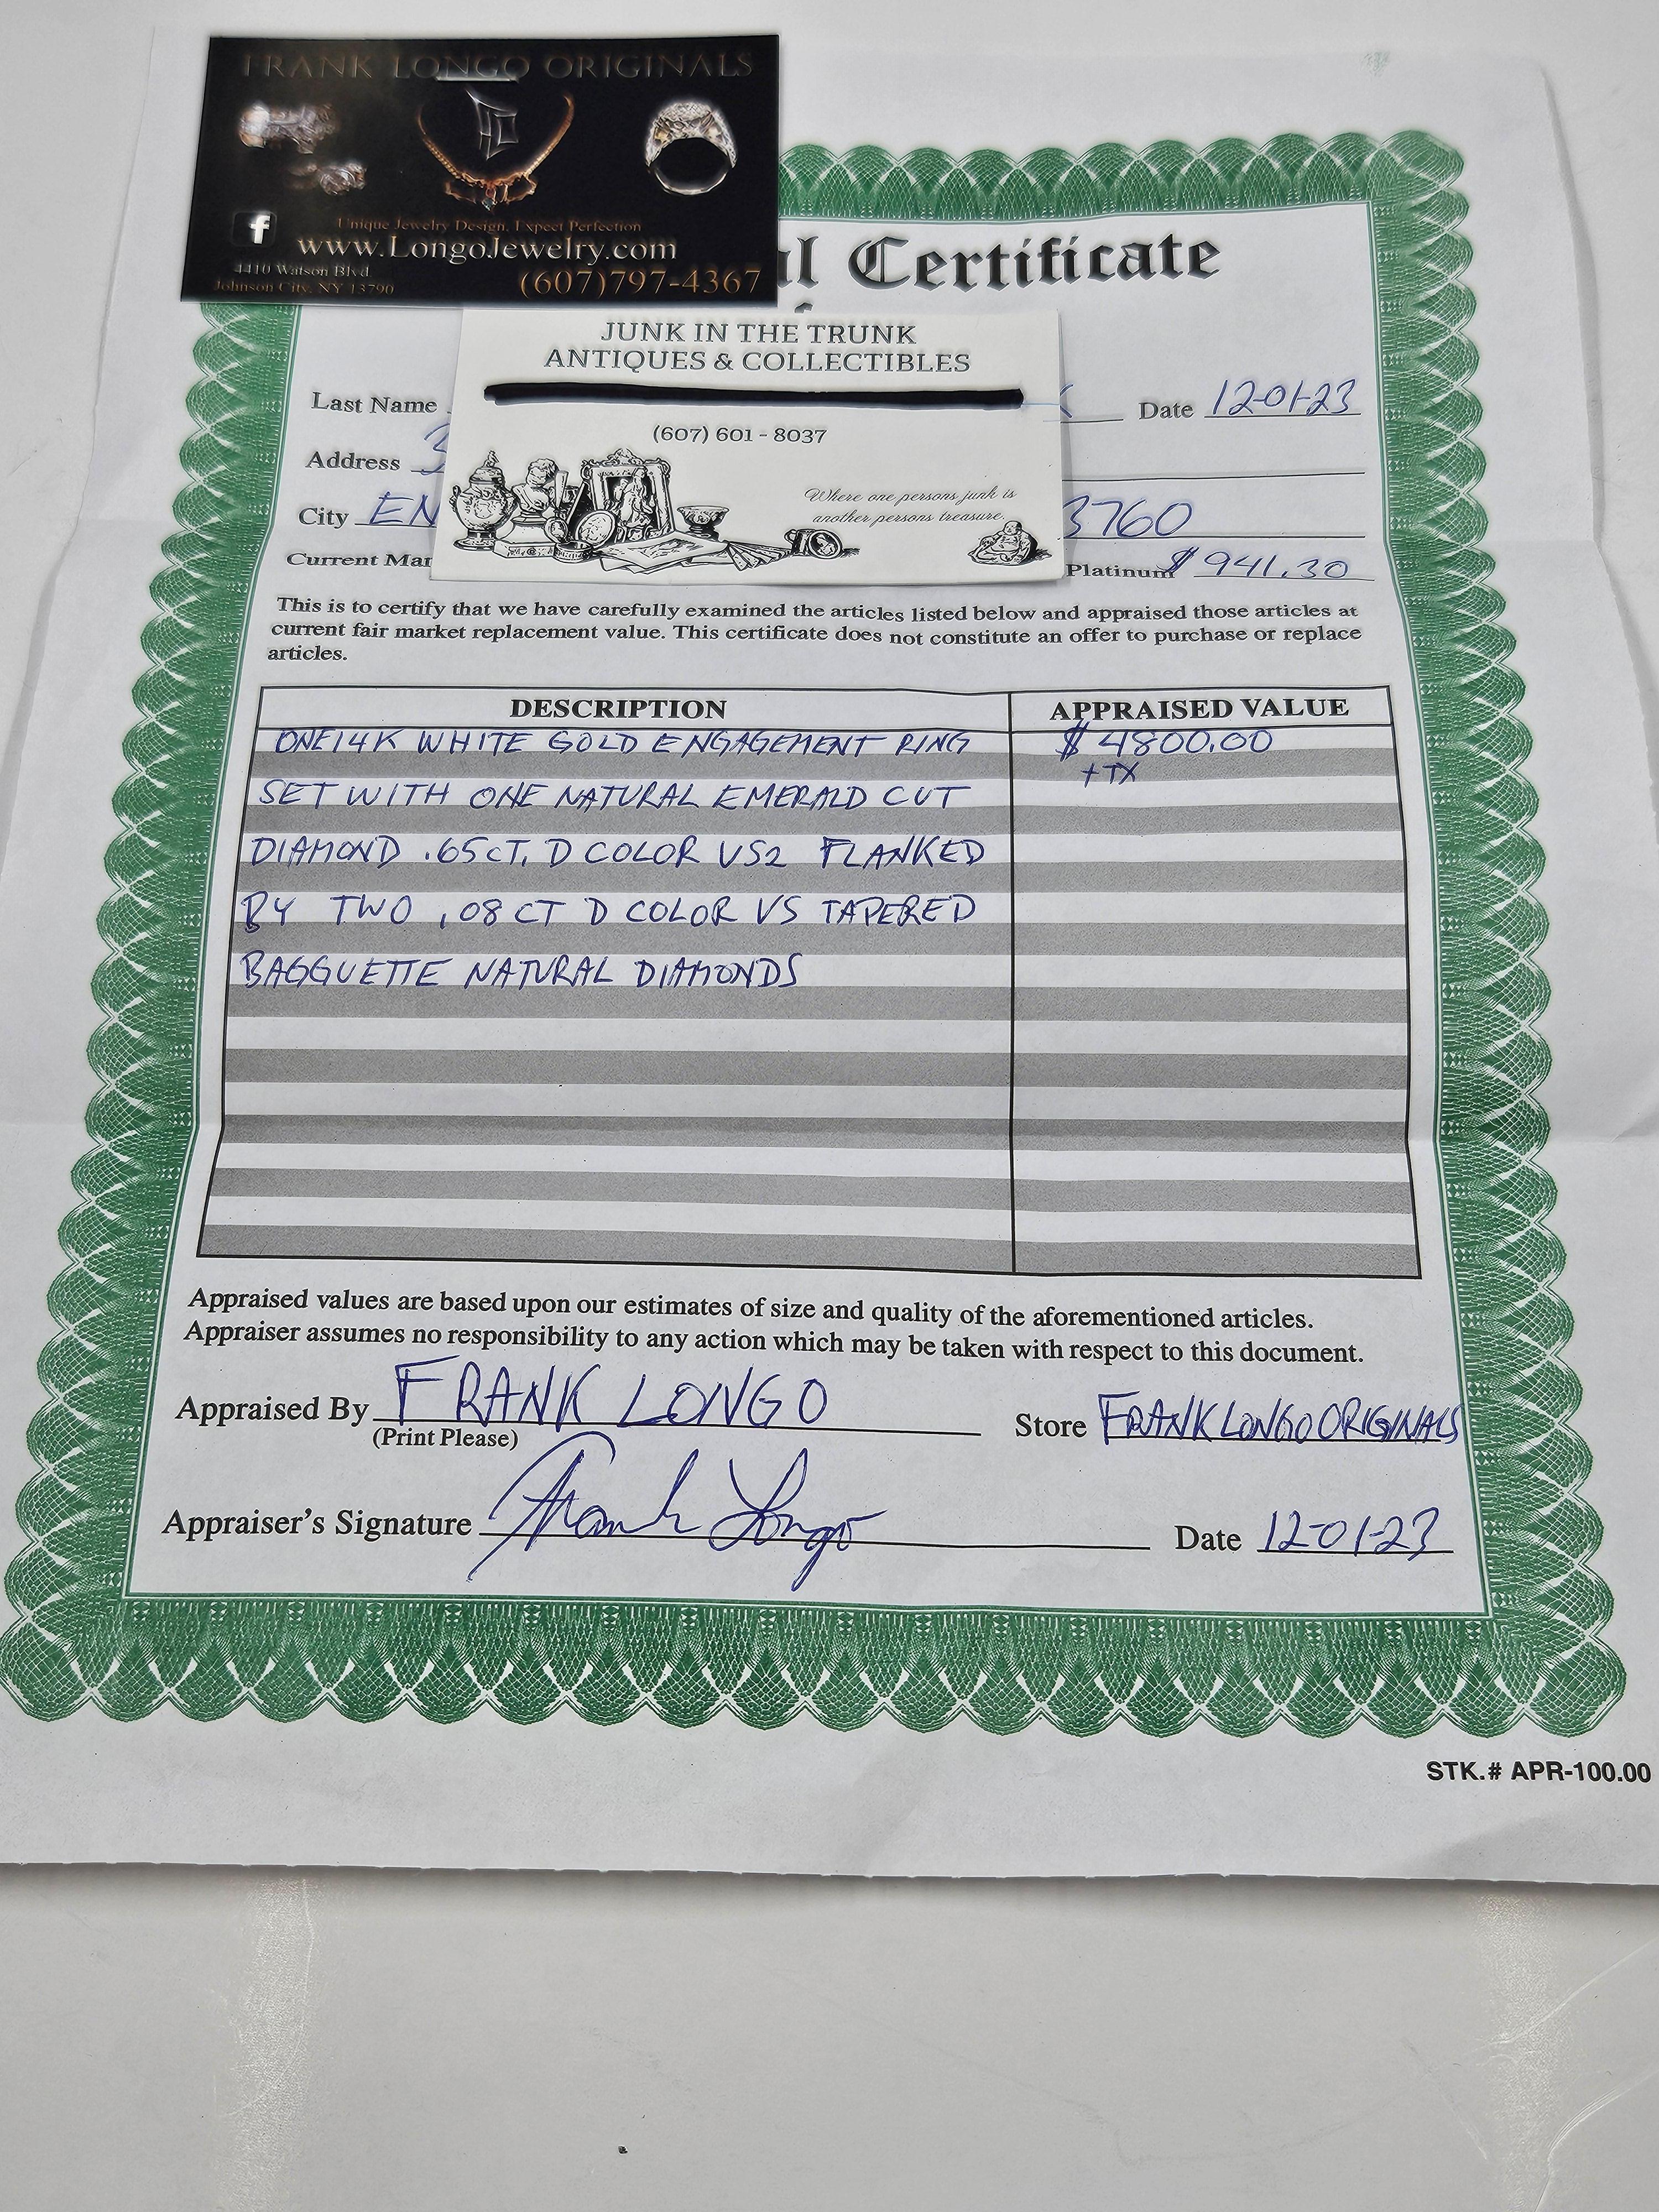 FRANK LONGO ORIGINALS
Unique Jewelry Design, Expect Perfection
f www.LongoJewelry.com
4410 Watson Blvd
Johnson City, NY 13790
(607)797-4367
al Certificate
JUNK IN THE TRUNK
ANTIQUES & COLLECTIBLES
(607) 601 - 8037
Where one persons junk is
another persons treasure.
Last Name Date 12-01-23
Address 3
City EN 3760
Current Mar Platinum $ 941.30
This is to certify that we have carefully examined the articles listed below and appraised those articles at
current fair market replacement value. This certificate does not constitute an offer to purchase or replace
articles.
DESCRIPTION APPRAISED VALUE
ONE 14K WHITE GOLD ENGAGEMENT RING $ 4800.00
+ TX
SET WITH ONE NATURAL EMERALD CUT
DIAMOND .65CT. D COLOR VS2 FLANKED
BY TWO .08 CT D COLOR VS TAPERED
BAGGUETTE NATURAL DIAMONDS
Appraised values are based upon our estimates of size and quality of the aforementioned articles.
Appraiser assumes no responsibility to any action which may be taken with respect to this document.
Appraised By FRANK LONGO Store FRANK LONGO ORIGINALS
(Print Please)
Appraiser's Signature Frank Longo Date 12-01-23
STK.# APR-100.00